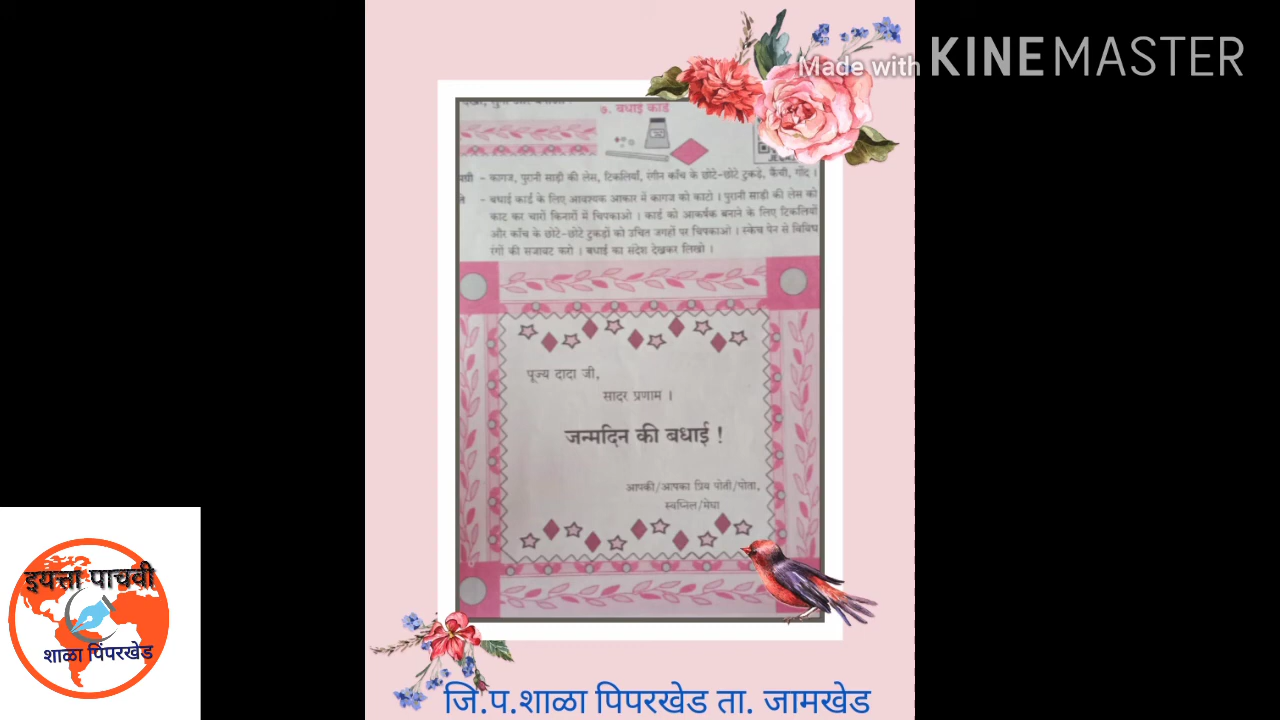 Made with KINEMASTER
७. बधाई कार्ड
- कागज, पुरानी साड़ी की लेस, टिकलियाँ, रंगीन काँच के छोटे-छोटे टुकड़े, कैंची, गोंद ।
- बधाई कार्ड के लिए आवश्यक आकार में कागज को काटो । पुरानी साड़ी की लेस को
काट कर चारों किनारों में चिपकाओ । कार्ड को आकर्षक बनाने के लिए टिकलियों
और काँच के छोटे-छोटे टुकड़ों को उचित जगहों पर चिपकाओ । स्केच पेन से विविध
रंगों की सजावट करो । बधाई का संदेश देखकर लिखो ।
पूज्य दादा जी,
सादर प्रणाम ।
जन्मदिन की बधाई !
आपकी/आपका प्रिय पोती/पोता,
स्वप्निल/मेघा
इयत्ता पाचवी
शाळा पिंपरखेड
जि.प.शाळा पिपरखेड ता. जामखेड